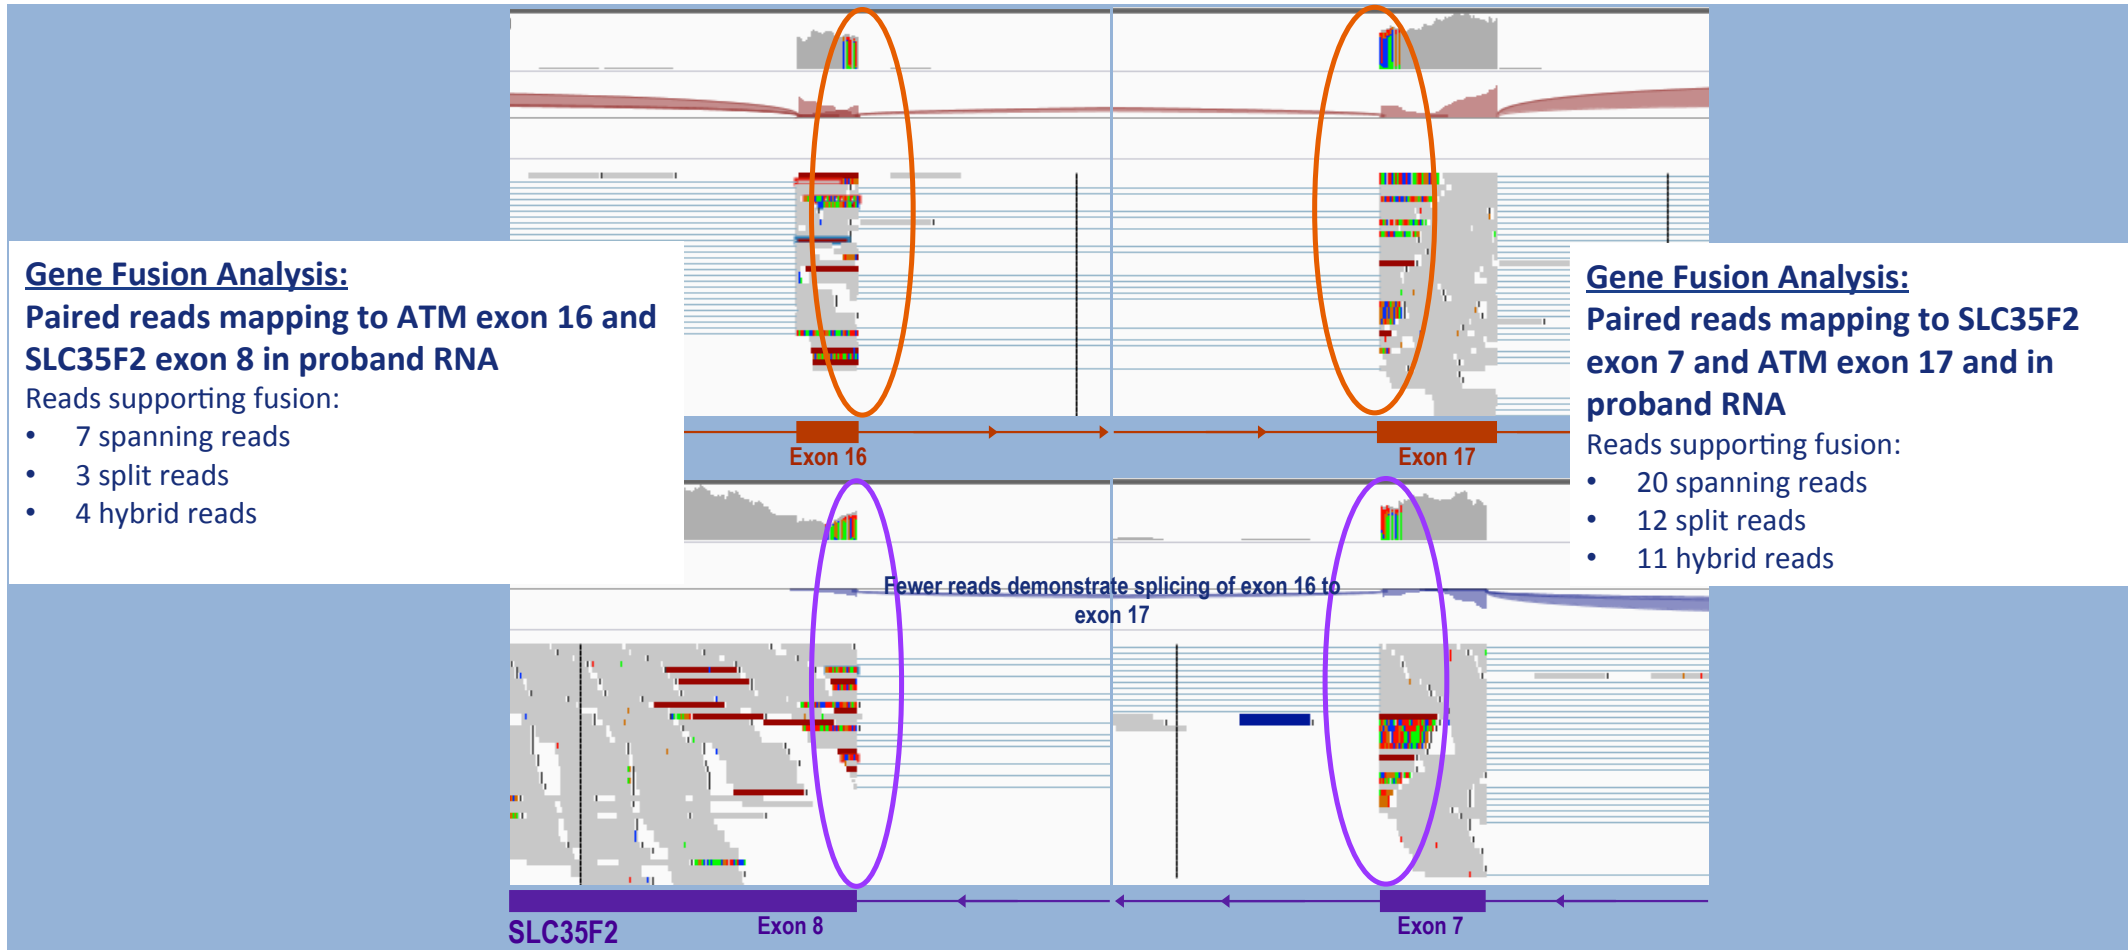 Gene Fusion Analysis:
Paired reads mapping to ATM exon 16 and
SLC35F2 exon 8 in proband RNA
Reads supporting fusion:
• 7 spanning reads
• 3 split reads
• 4 hybrid reads
Exon 16
Exon 17
Gene Fusion Analysis:
Paired reads mapping to SLC35F2
exon 7 and ATM exon 17 and in
proband RNA
Reads supporting fusion:
• 20 spanning reads
• 12 split reads
• 11 hybrid reads
Fewer reads demonstrate splicing of exon 16 to
exon 17
SLC35F2
Exon 8
Exon 7